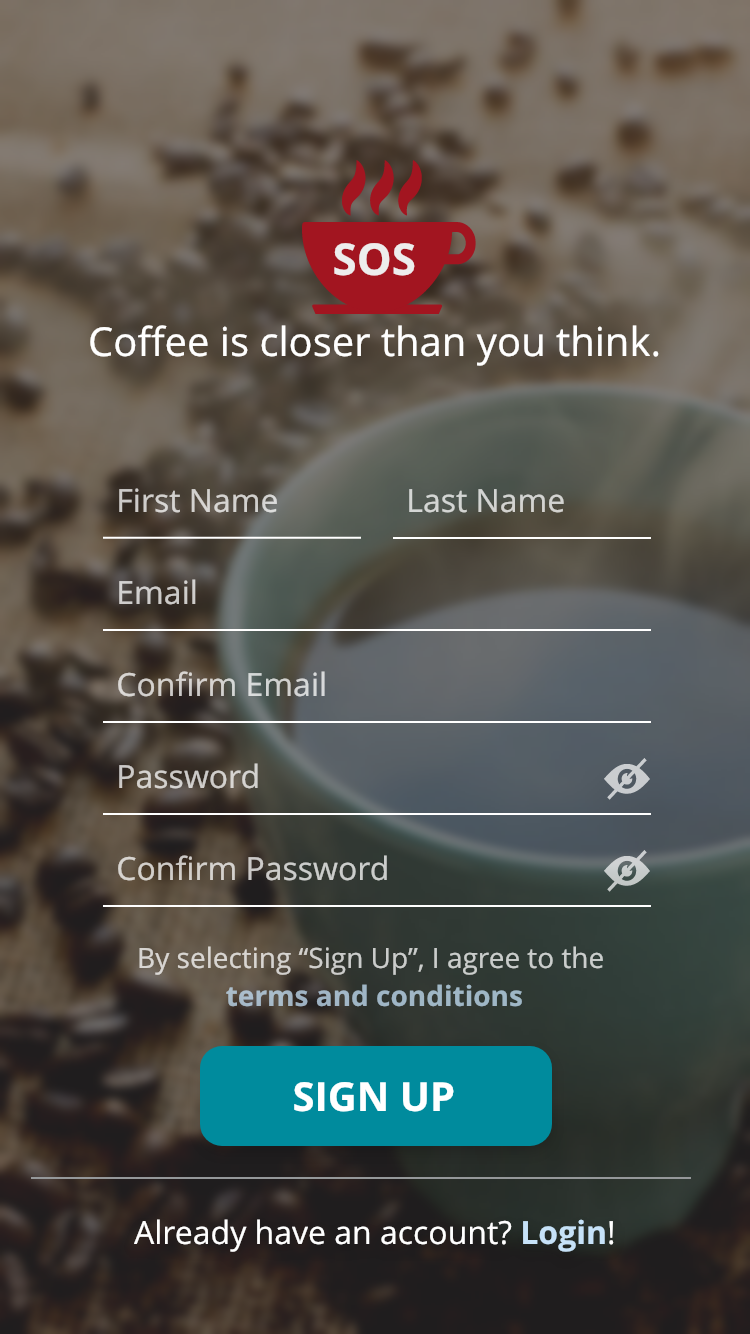 SOS
Coffee is closer than you think.
First Name Last Name
Email
Confirm Email
Password
Confirm Password
By selecting “Sign Up”, I agree to the
terms and conditions
SIGN UP
Already have an account? Login!